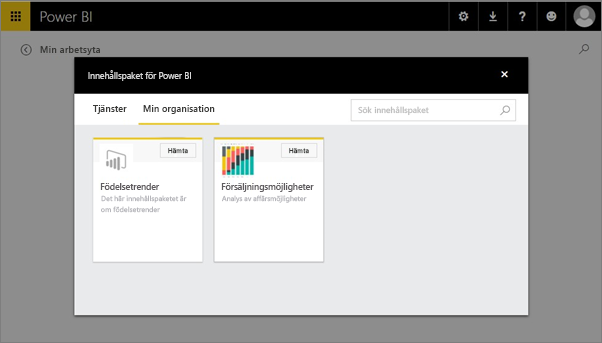 Power BI
?
Min arbetsyta
Innehållspaket för Power BI
Tjänster
Min organisation
Sök innehållspaket
Hämta
Födelsetrender
Det här innehållspaketet är
om födelsetrender
Hämta
Försäljningsmöjligheter
Analys av affärsmöjligheter